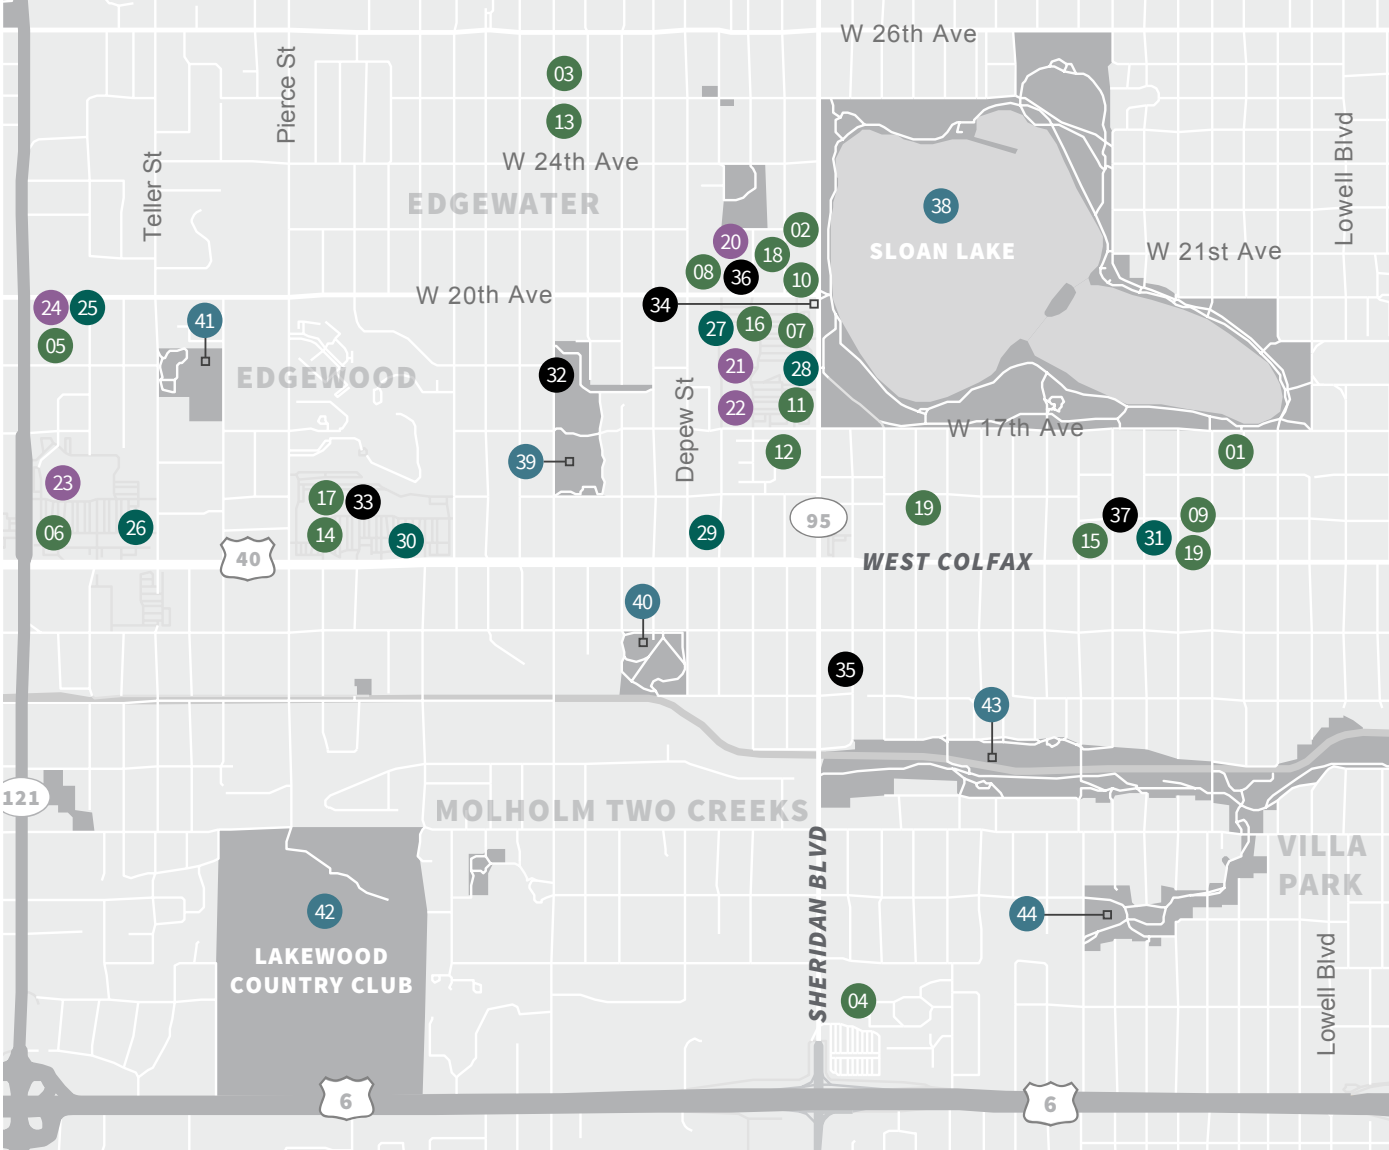 W 26th Ave
Pierce St
03
13
W 24th Ave
Teller St
Lowell Blvd
EDGEWATER
38
SLOAN LAKE
W 21st Ave
20
02
18
08
36
10
W 20th Ave
34
24
25
05
41
27
16
07
EDGEWOOD
32
21
28
22
11
Depew St
W 17th Ave
39
12
01
23
17
33
06
26
14
30
40
29
95
19
37
09
15
31
19
WEST COLFAX
40
35
43
121
MOLHOLM TWO CREEKS
SHERIDAN BLVD
VILLA
PARK
42
44
LAKEWOOD
COUNTRY CLUB
04
Lowell Blvd
6
6